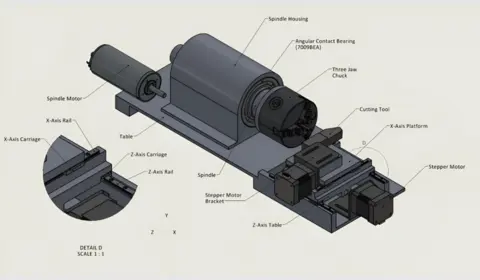 Spindle Housing
Angular Contact Bearing
(7009BEA)
Three Jaw
Chuck
Spindle Motor
Cutting Tool
X-Axis Rail
X-Axis Carriage
Table
X-Axis Platform
D
Z-Axis Carriage
Z-Axis Rail
Stepper Motor
Spindle
Stepper Motor
Bracket
Z-Axis Table
Y
Z
X
DETAIL D
SCALE 1 : 1